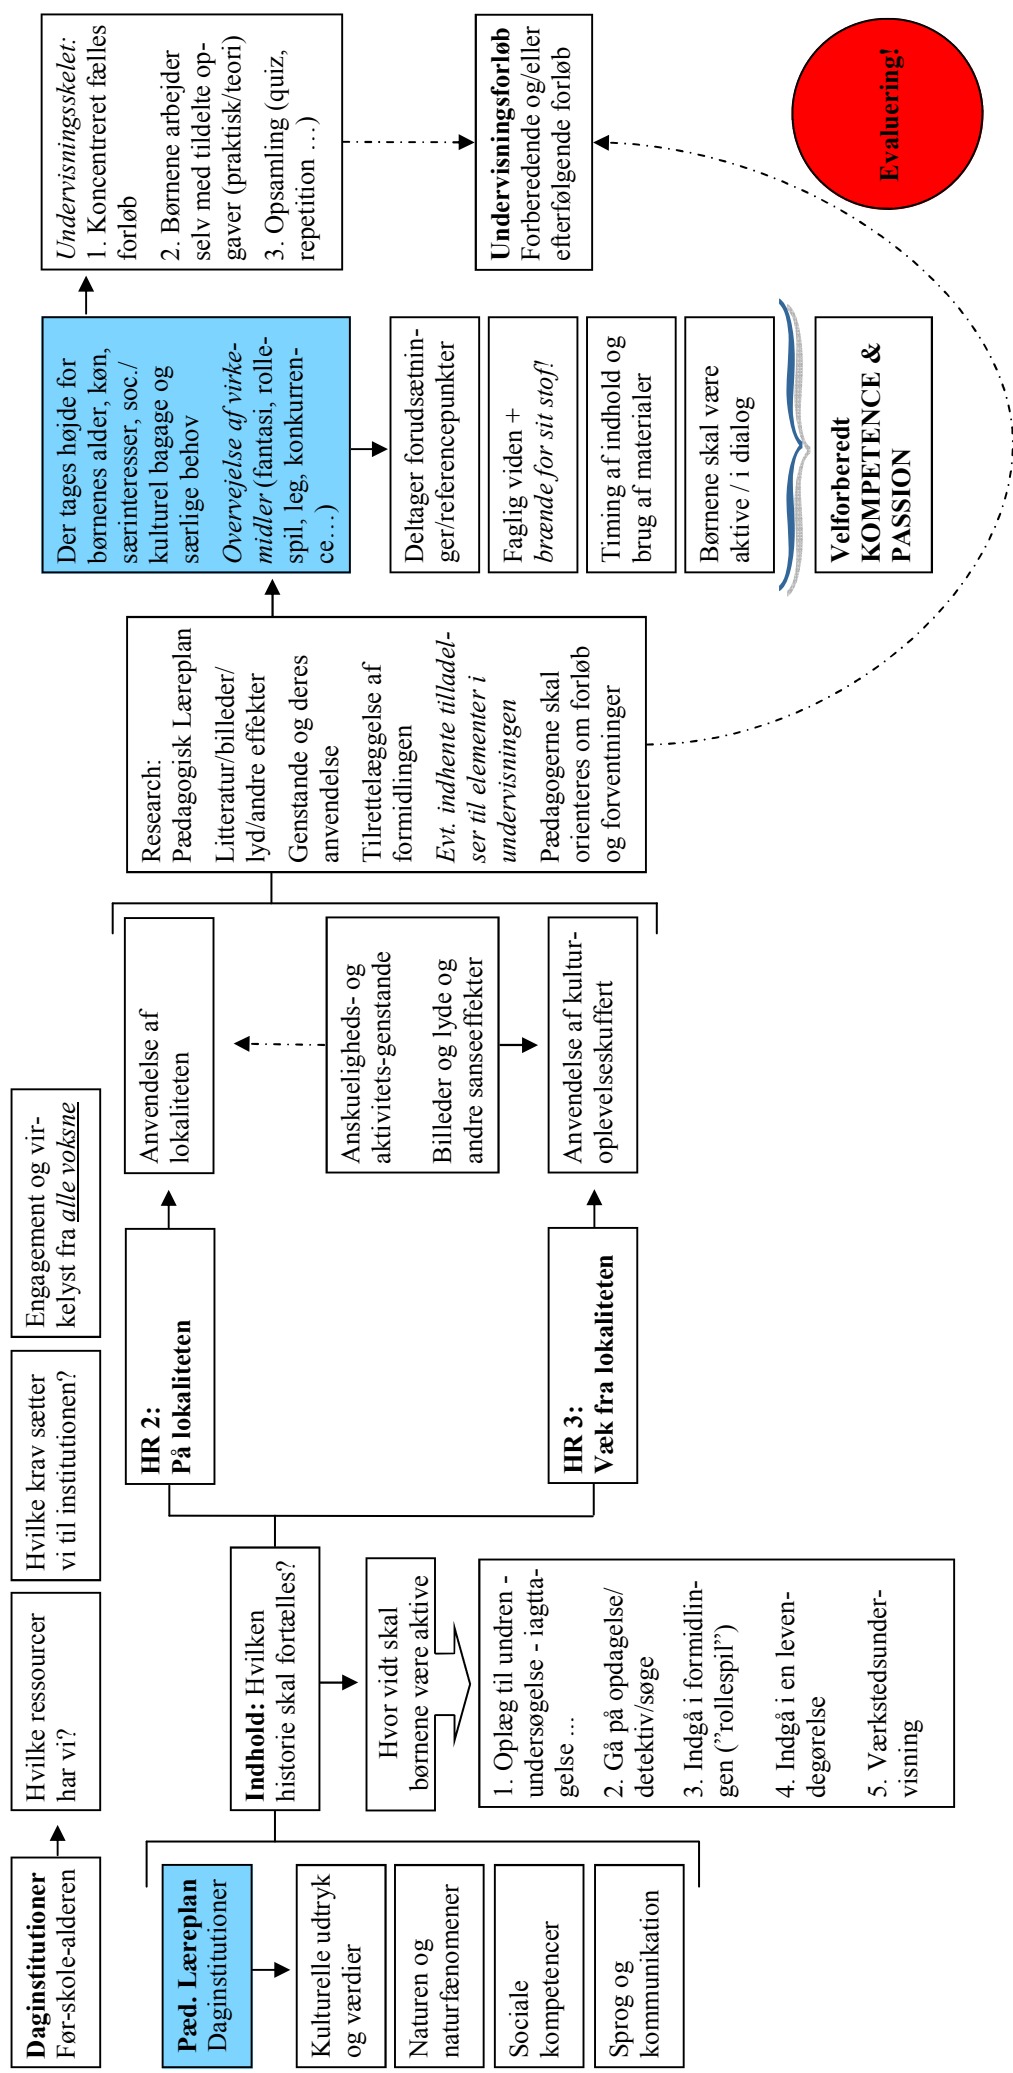 Daginstitutioner
Før-skole-alderen
Hvilke ressourcer
har vi?
Hvilke krav sætter
vi til institutionen?
Engagement og vir-
kelyst fra alle voksne
Pæd. Læreplan
Daginstitutioner
Kulturelle udtryk
og værdier
Naturen og
naturfænomener
Sociale
kompetencer
Sprog og
kommunikation
Indhold: Hvilken
historie skal fortælles?
Hvor vidt skal
børnene være aktive
1. Oplæg til undren -
undersøgelse - iagtta-
gelse ...
2. Gå på opdagelse/
detektiv/søge
3. Indgå i formidlin-
gen (”rollespil”)
4. Indgå i en leven-
degørelse
5. Værkstedsunder-
visning
HR 2:
På lokaliteten
HR 3:
Væk fra lokaliteten
Anvendelse af
lokaliteten
Anskueligheds- og
aktivitets-genstande
Billeder og lyde og
andre sanseeffekter
Anvendelse af kultur-
oplevelseskuffert
Research:
Pædagogisk Læreplan
Litteratur/billeder/
lyd/andre effekter
Genstande og deres
anvendelse
Tilrettelæggelse af
formidlingen
Evt. indhente tilladel-
ser til elementer i
undervisningen
Pædagogerne skal
orienteres om forløb
og forventninger
Der tages højde for
børnenes alder, køn,
særinteresser, soc./
kulturel bagage og
særlige behov
Overvejelse af virke-
midler (fantasi, rolle-
spil, leg, konkurren-
ce…)
Deltager forudsætnin-
ger/referencepunkter
Faglig viden +
brænde for sit stof!
Timing af indhold og
brug af materialer
Børnene skal være
aktive / i dialog
Velforberedt
KOMPETENCE &
PASSION
Undervisningsskelet:
1. Koncentreret fælles
forløb
2. Børnene arbejder
selv med tildelte op-
gaver (praktisk/teori)
3. Opsamling (quiz,
repetition …)
Undervisningsforløb
Forberedende og/eller
efterfølgende forløb
Evaluering!